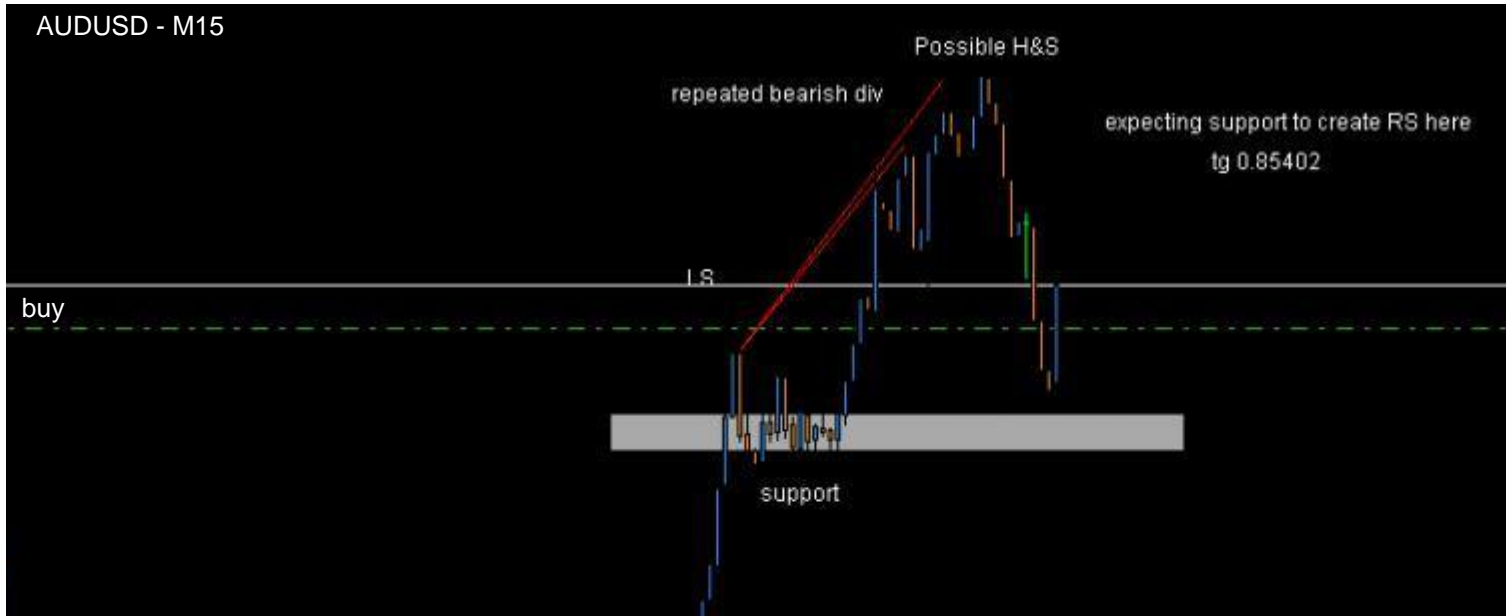 AUDUSD - M15
Possible H&S
repeated bearish div
expecting support to create RS here
tg 0.85402
LS
buy
support